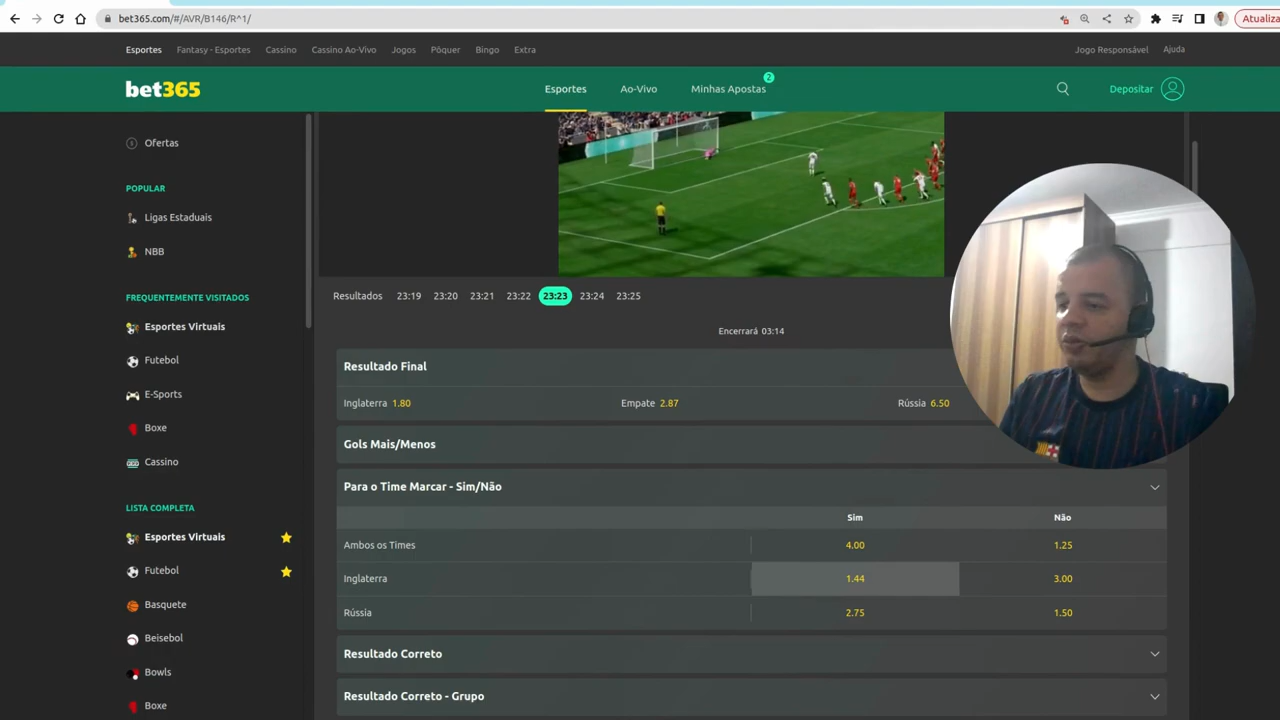 bet365.com/#/AVR/B146/R^1/
Atualiza
Esportes Fantasy - Esportes Cassino Cassino Ao-Vivo Jogos Pôquer Bingo Extra Jogo Responsável Ajuda
bet365 Esportes Ao-Vivo Minhas Apostas 2 Depositar
Ofertas
POPULAR
Ligas Estaduais
NBB
FREQUENTEMENTE VISITADOS
Esportes Virtuais
Futebol
E-Sports
Boxe
Cassino
LISTA COMPLETA
Esportes Virtuais
Futebol
Basquete
Beisebol
Bowls
Boxe
Resultados 23:19 23:20 23:21 23:22 23:23 23:24 23:25
Encerrará 03:14
Resultado Final
Inglaterra 1.80 Empate 2.87 Rússia 6.50
Gols Mais/Menos
Para o Time Marcar - Sim/Não
Sim Não
Ambos os Times 4.00 1.25
Inglaterra 1.44 3.00
Rússia 2.75 1.50
Resultado Correto
Resultado Correto - Grupo